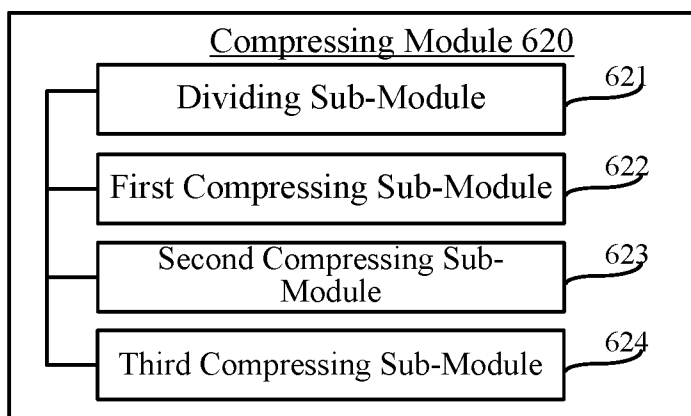 Compressing Module 620
Dividing Sub-Module
621
First Compressing Sub-Module
622
Second Compressing Sub-
Module
623
Third Compressing Sub-Module
624